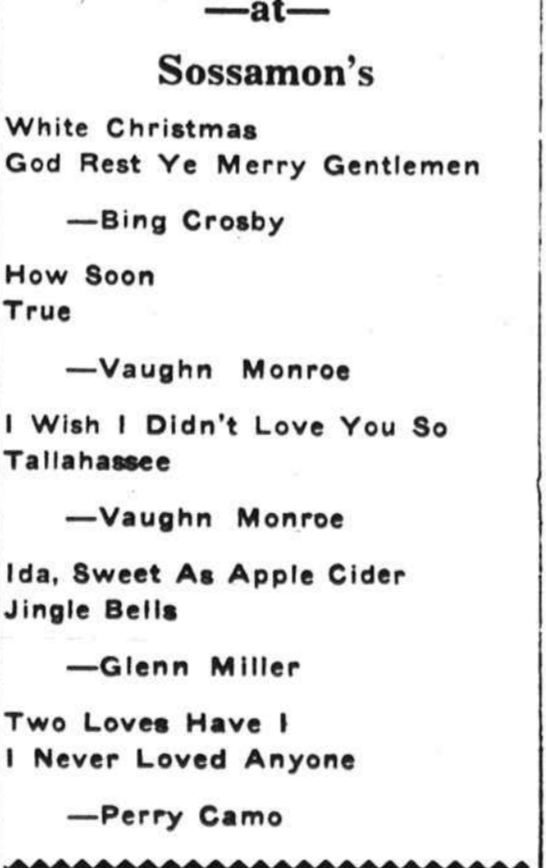 —at—
Sossamon's
White Christmas
God Rest Ye Merry Gentlemen
—Bing Crosby
How Soon
True
—Vaughn Monroe
I Wish I Didn't Love You So
Tallahassee
—Vaughn Monroe
Ida, Sweet As Apple Cider
Jingle Bells
—Glenn Miller
Two Loves Have I
I Never Loved Anyone
—Perry Camo